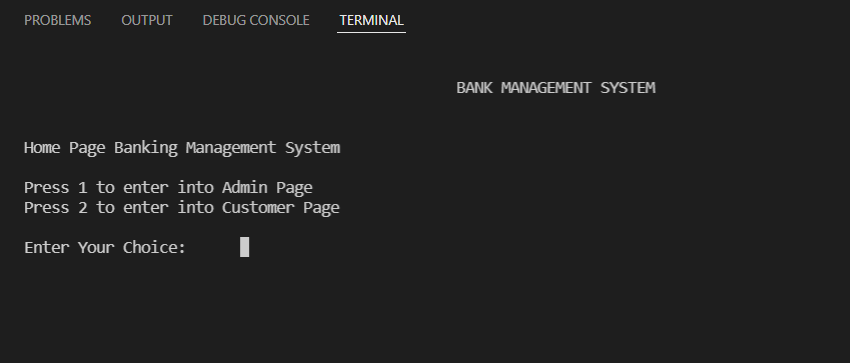 PROBLEMS OUTPUT DEBUG CONSOLE TERMINAL
BANK MANAGEMENT SYSTEM
Home Page Banking Management System
Press 1 to enter into Admin Page
Press 2 to enter into Customer Page
Enter Your Choice: